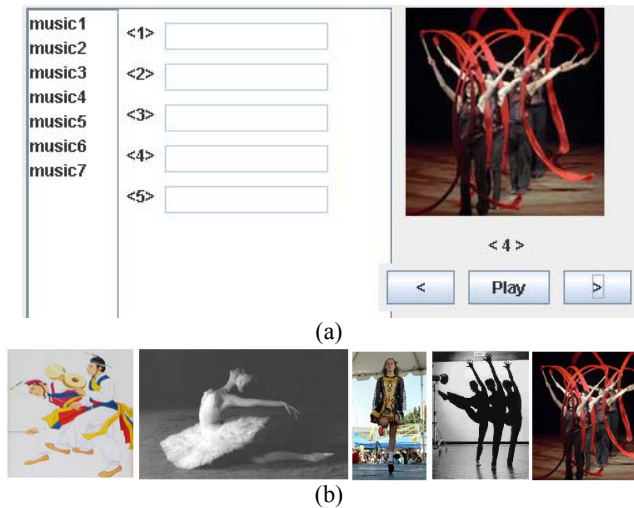 music1
music2
music3
music4
music5
music6
music7
<1>
<2>
<3>
<4>
<5>
< 4 >
<
Play
>
(a)
(b)